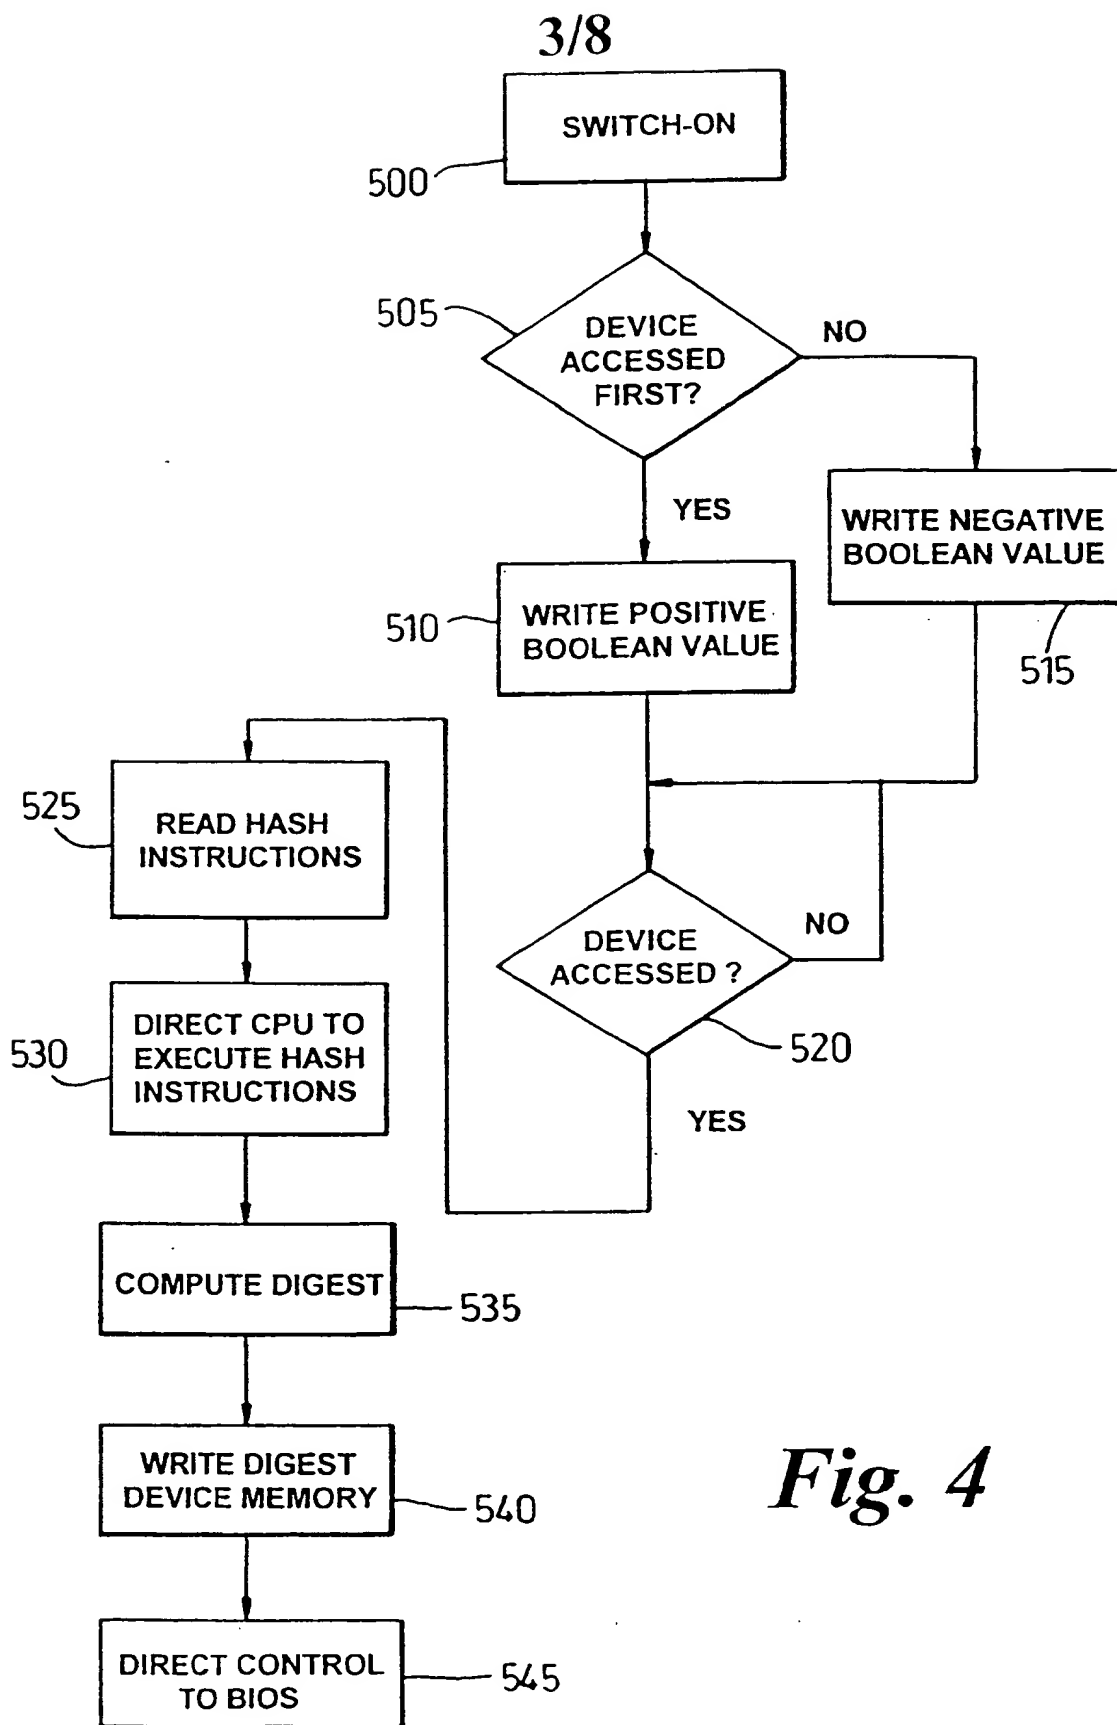 3/8
SWITCH-ON
500
505
DEVICE
ACCESSED
FIRST?
NO
YES
WRITE NEGATIVE
BOOLEAN VALUE
515
510
WRITE POSITIVE
BOOLEAN VALUE
525
READ HASH
INSTRUCTIONS
DEVICE
ACCESSED ?
NO
520
YES
530
DIRECT CPU TO
EXECUTE HASH
INSTRUCTIONS
COMPUTE DIGEST
535
WRITE DIGEST
DEVICE MEMORY
540
Fig. 4
DIRECT CONTROL
TO BIOS
545